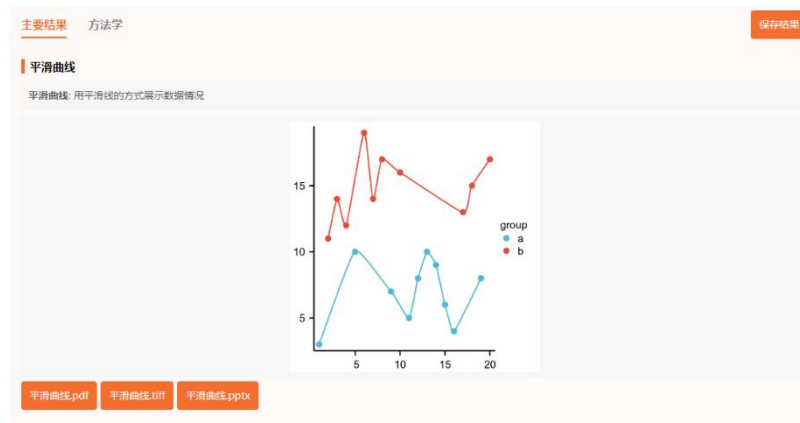 主要结果 方法学 保存结果
平滑曲线
平滑曲线: 用平滑线的方式展示数据情况
15
10
5
group
a
b
5 10 15 20
平滑曲线.pdf 平滑曲线.tiff 平滑曲线.pptx